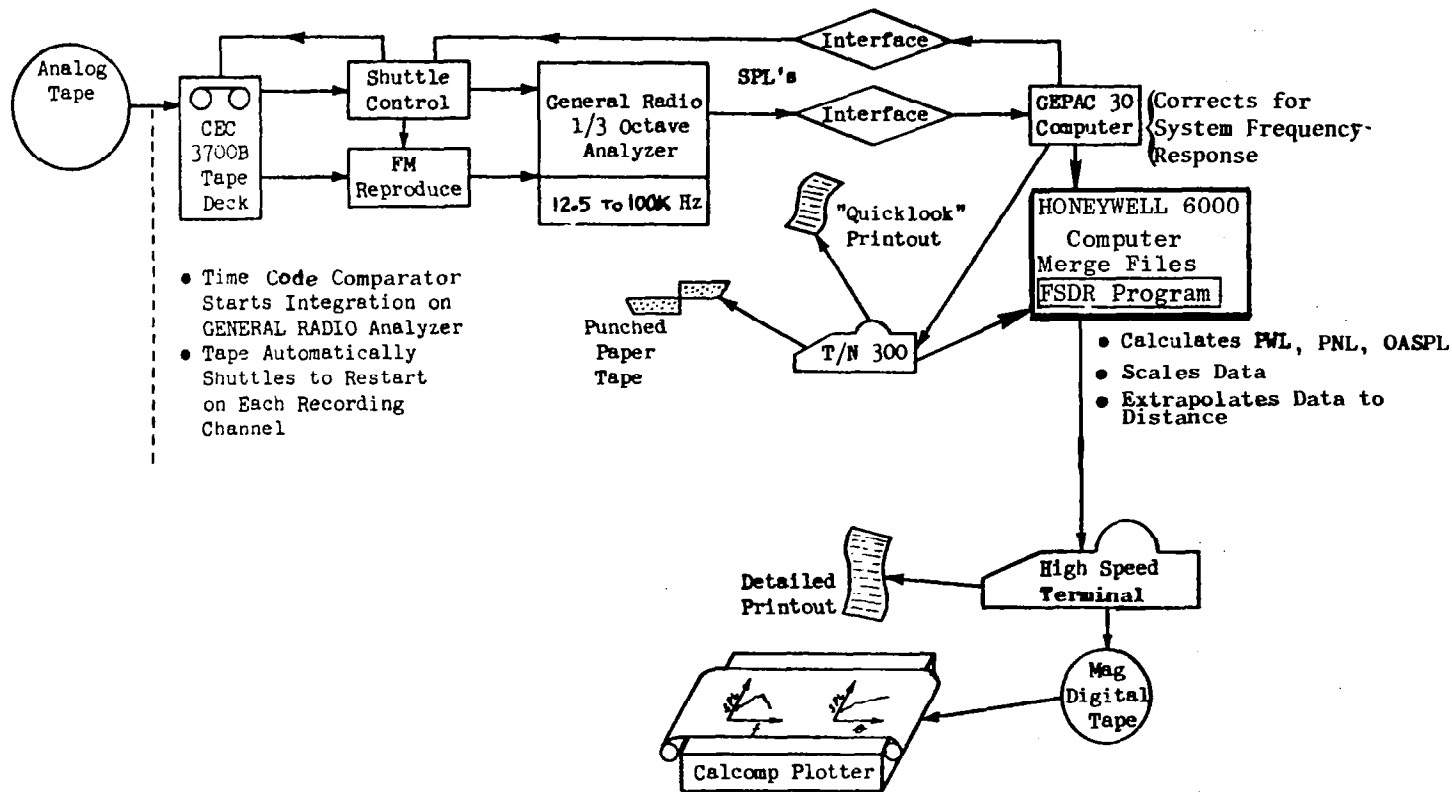 Analog
Tape
CEC
3700B
Tape
Deck
Shuttle
Control
FM
Reproduce
General Radio
1/3 Octave
Analyzer
12.5 To 100K Hz
Interface
SPL's
Interface
GEPAC 30
Computer
Corrects for
System Frequency-
Response
HONEYWELL 6000
Computer
Merge Files
FSDR Program
"Quicklook"
Printout
Punched
Paper
Tape
T/N 300
• Time Code Comparator
Starts Integration on
GENERAL RADIO Analyzer
• Tape Automatically
Shuttles to Restart
on Each Recording
Channel
• Calculates PWL, PNL, OASPL
• Scales Data
• Extrapolates Data to
Distance
High Speed
Terminal
Detailed
Printout
Mag
Digital
Tape
SPL
f
SPL
θ
Calcomp Plotter